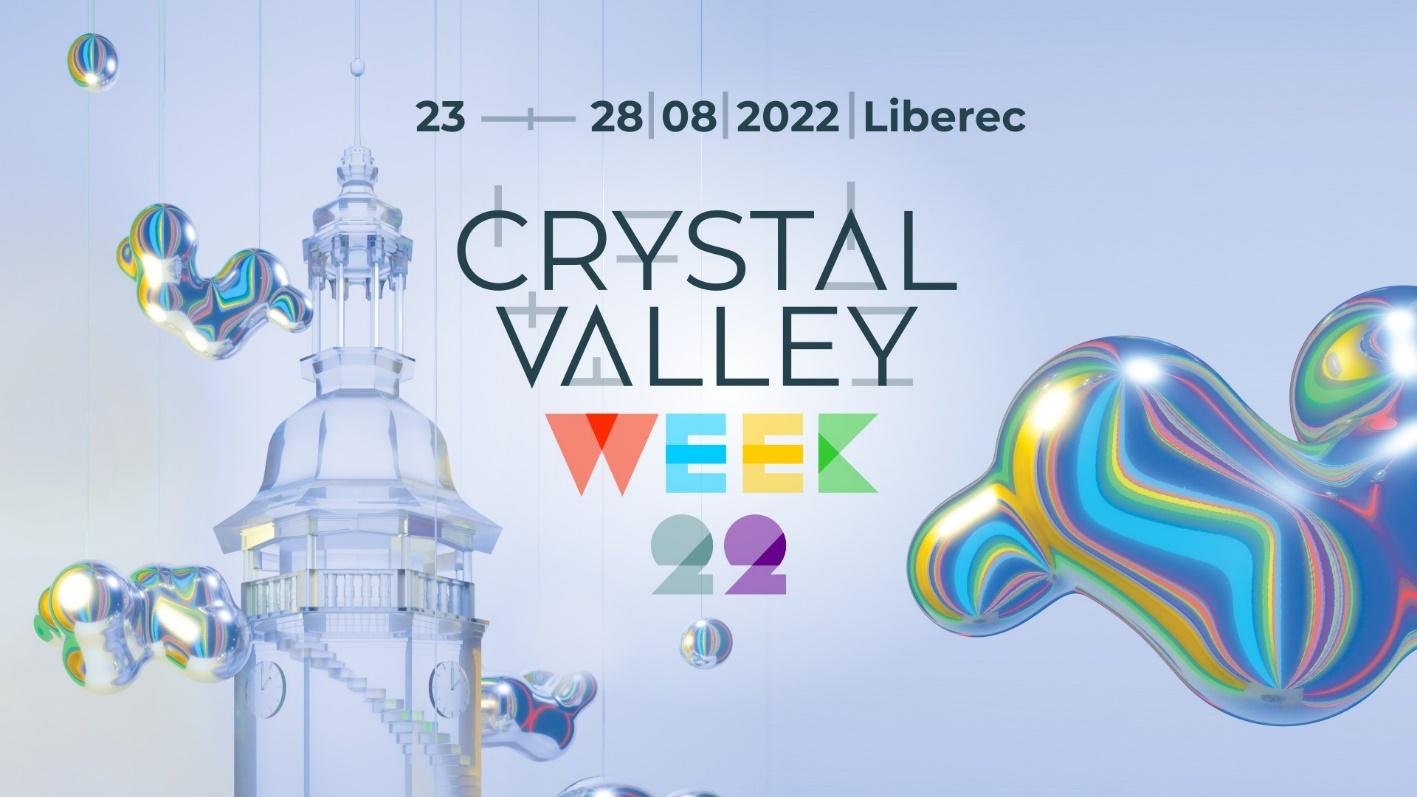 23 — 28|08|2022|Liberec
CRYSTAL
VALLEY
WEEK
22